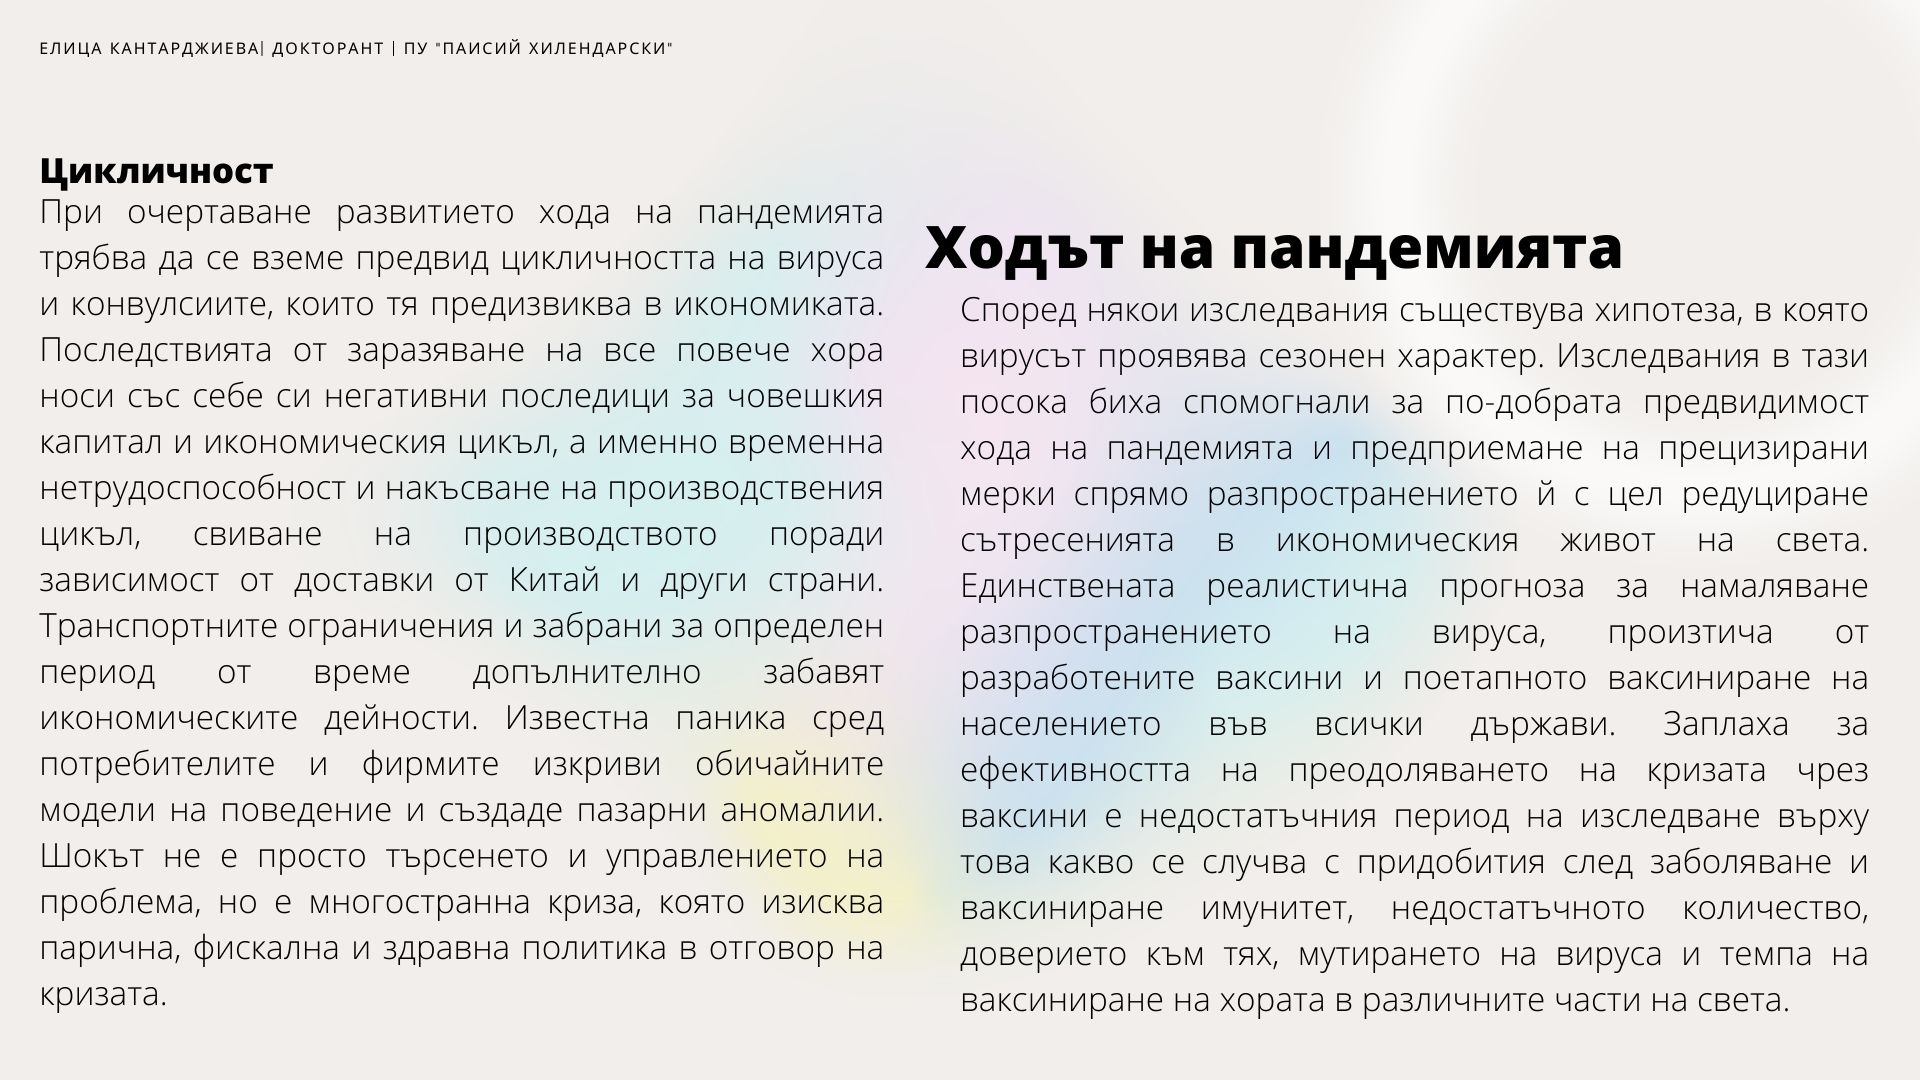 ЕЛИЦА КАНТАРДЖИЕВА| ДОКТОРАНТ | ПУ "ПАИСИЙ ХИЛЕНДАРСКИ"
Цикличност
При очертаване развитието хода на пандемията
трябва да се вземе предвид цикличността на вируса
и конвулсиите, които тя предизвиква в икономиката.
Последствията от заразяване на все повече хора
носи със себе си негативни последици за човешкия
капитал и икономическия цикъл, а именно временна
нетрудоспособност и накъсване на производствения
цикъл, свиване на производството поради
зависимост от доставки от Китай и други страни.
Транспортните ограничения и забрани за определен
период от време допълнително забавят
икономическите дейности. Известна паника сред
потребителите и фирмите изкриви обичайните
модели на поведение и създаде пазарни аномалии.
Шокът не е просто търсенето и управлението на
проблема, но е многостранна криза, която изисква
парична, фискална и здравна политика в отговор на
кризата.
Ходът на пандемията
Според някои изследвания съществува хипотеза, в която
вирусът проявява сезонен характер. Изследвания в тази
посока биха спомогнали за по-добрата предвидимост
хода на пандемията и предприемане на прецизирани
мерки спрямо разпространението й с цел редуциране
сътресенията в икономическия живот на света.
Единствената реалистична прогноза за намаляване
разпространението на вируса, произтича от
разработените ваксини и поетапното ваксиниране на
населението във всички държави. Заплаха за
ефективността на преодоляването на кризата чрез
ваксини е недостатъчния период на изследване върху
това какво се случва с придобития след заболяване и
ваксиниране имунитет, недостатъчното количество,
доверието към тях, мутирането на вируса и темпа на
ваксиниране на хората в различните части на света.